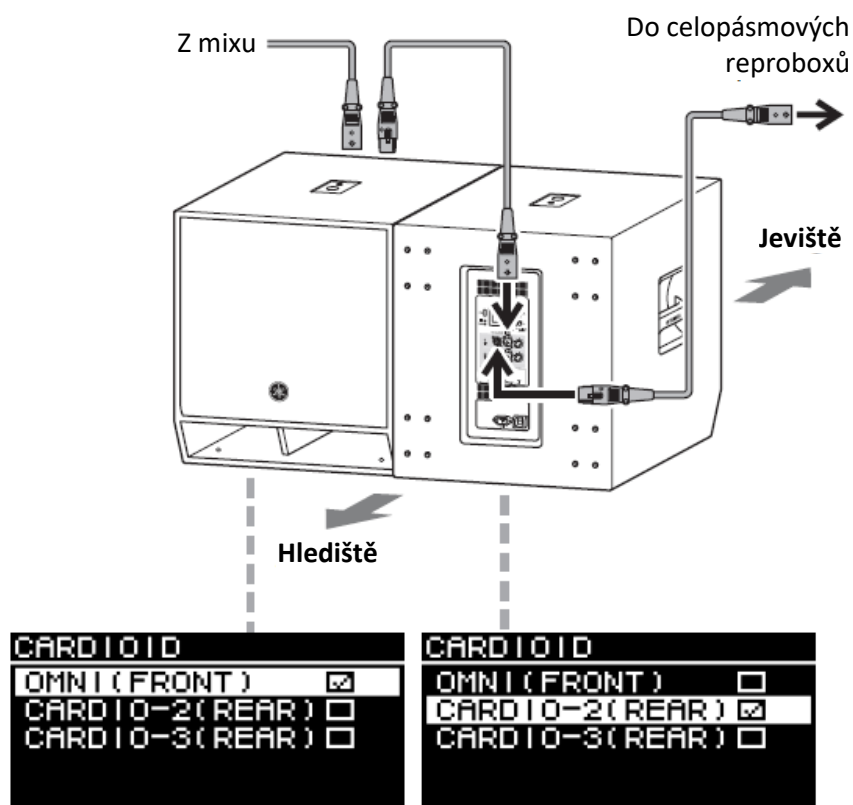 Z mixu
Do celopásmových
reproboxů
Jeviště
Hlediště
CARDIOID
OMNI(FRONT)
CARDIO-2(REAR)
CARDIO-3(REAR)
CARDIOID
OMNI(FRONT)
CARDIO-2(REAR)
CARDIO-3(REAR)